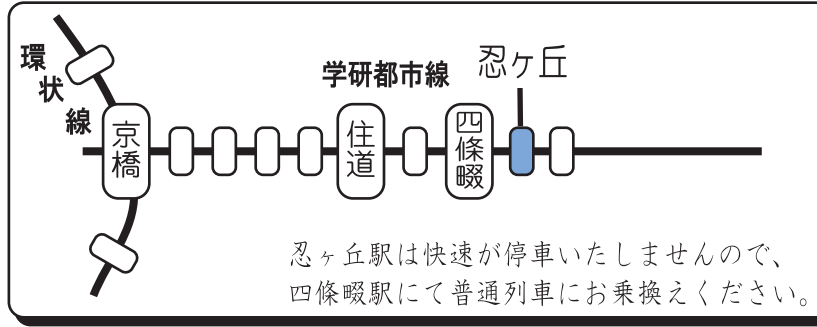 環状線
学研都市線
忍ケ丘
京橋
住道
四條畷
忍ヶ丘駅は快速が停車いたしませんので、
四條畷駅にて普通列車にお乗換えください。